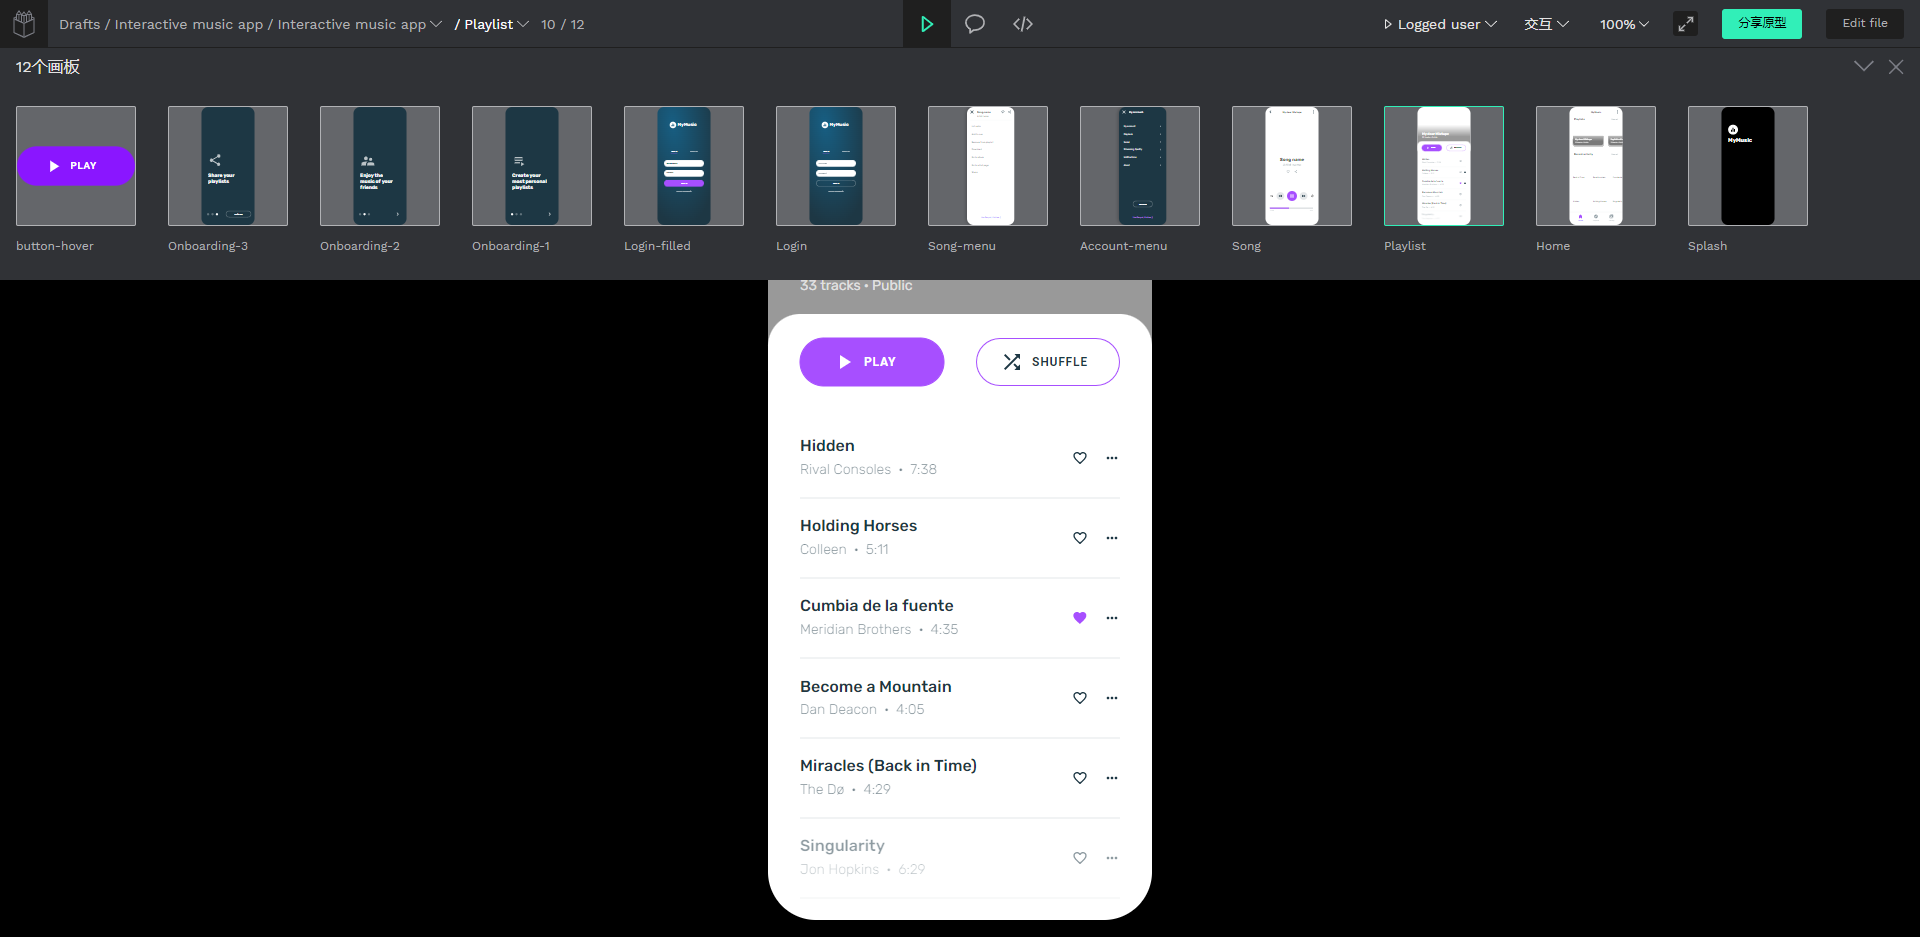 Drafts / Interactive music app / Interactive music app / Playlist 10 / 12
Logged user 交互 100% 分享原型 Edit file
12个画板
PLAY
Share your
playlists
Enjoy the
music of your
friends
Create your
most personal
playlists
MyMusic
MyMusic
Song name
MyMusic
button-hover Onboarding-3 Onboarding-2 Onboarding-1 Login-filled Login Song-menu Account-menu Song Playlist Home Splash
33 tracks • Public
PLAY SHUFFLE
Hidden
Rival Consoles • 7:38
Holding Horses
Colleen • 5:11
Cumbia de la fuente
Meridian Brothers • 4:35
Become a Mountain
Dan Deacon • 4:05
Miracles (Back in Time)
The Dø • 4:29
Singularity
Jon Hopkins • 6:29